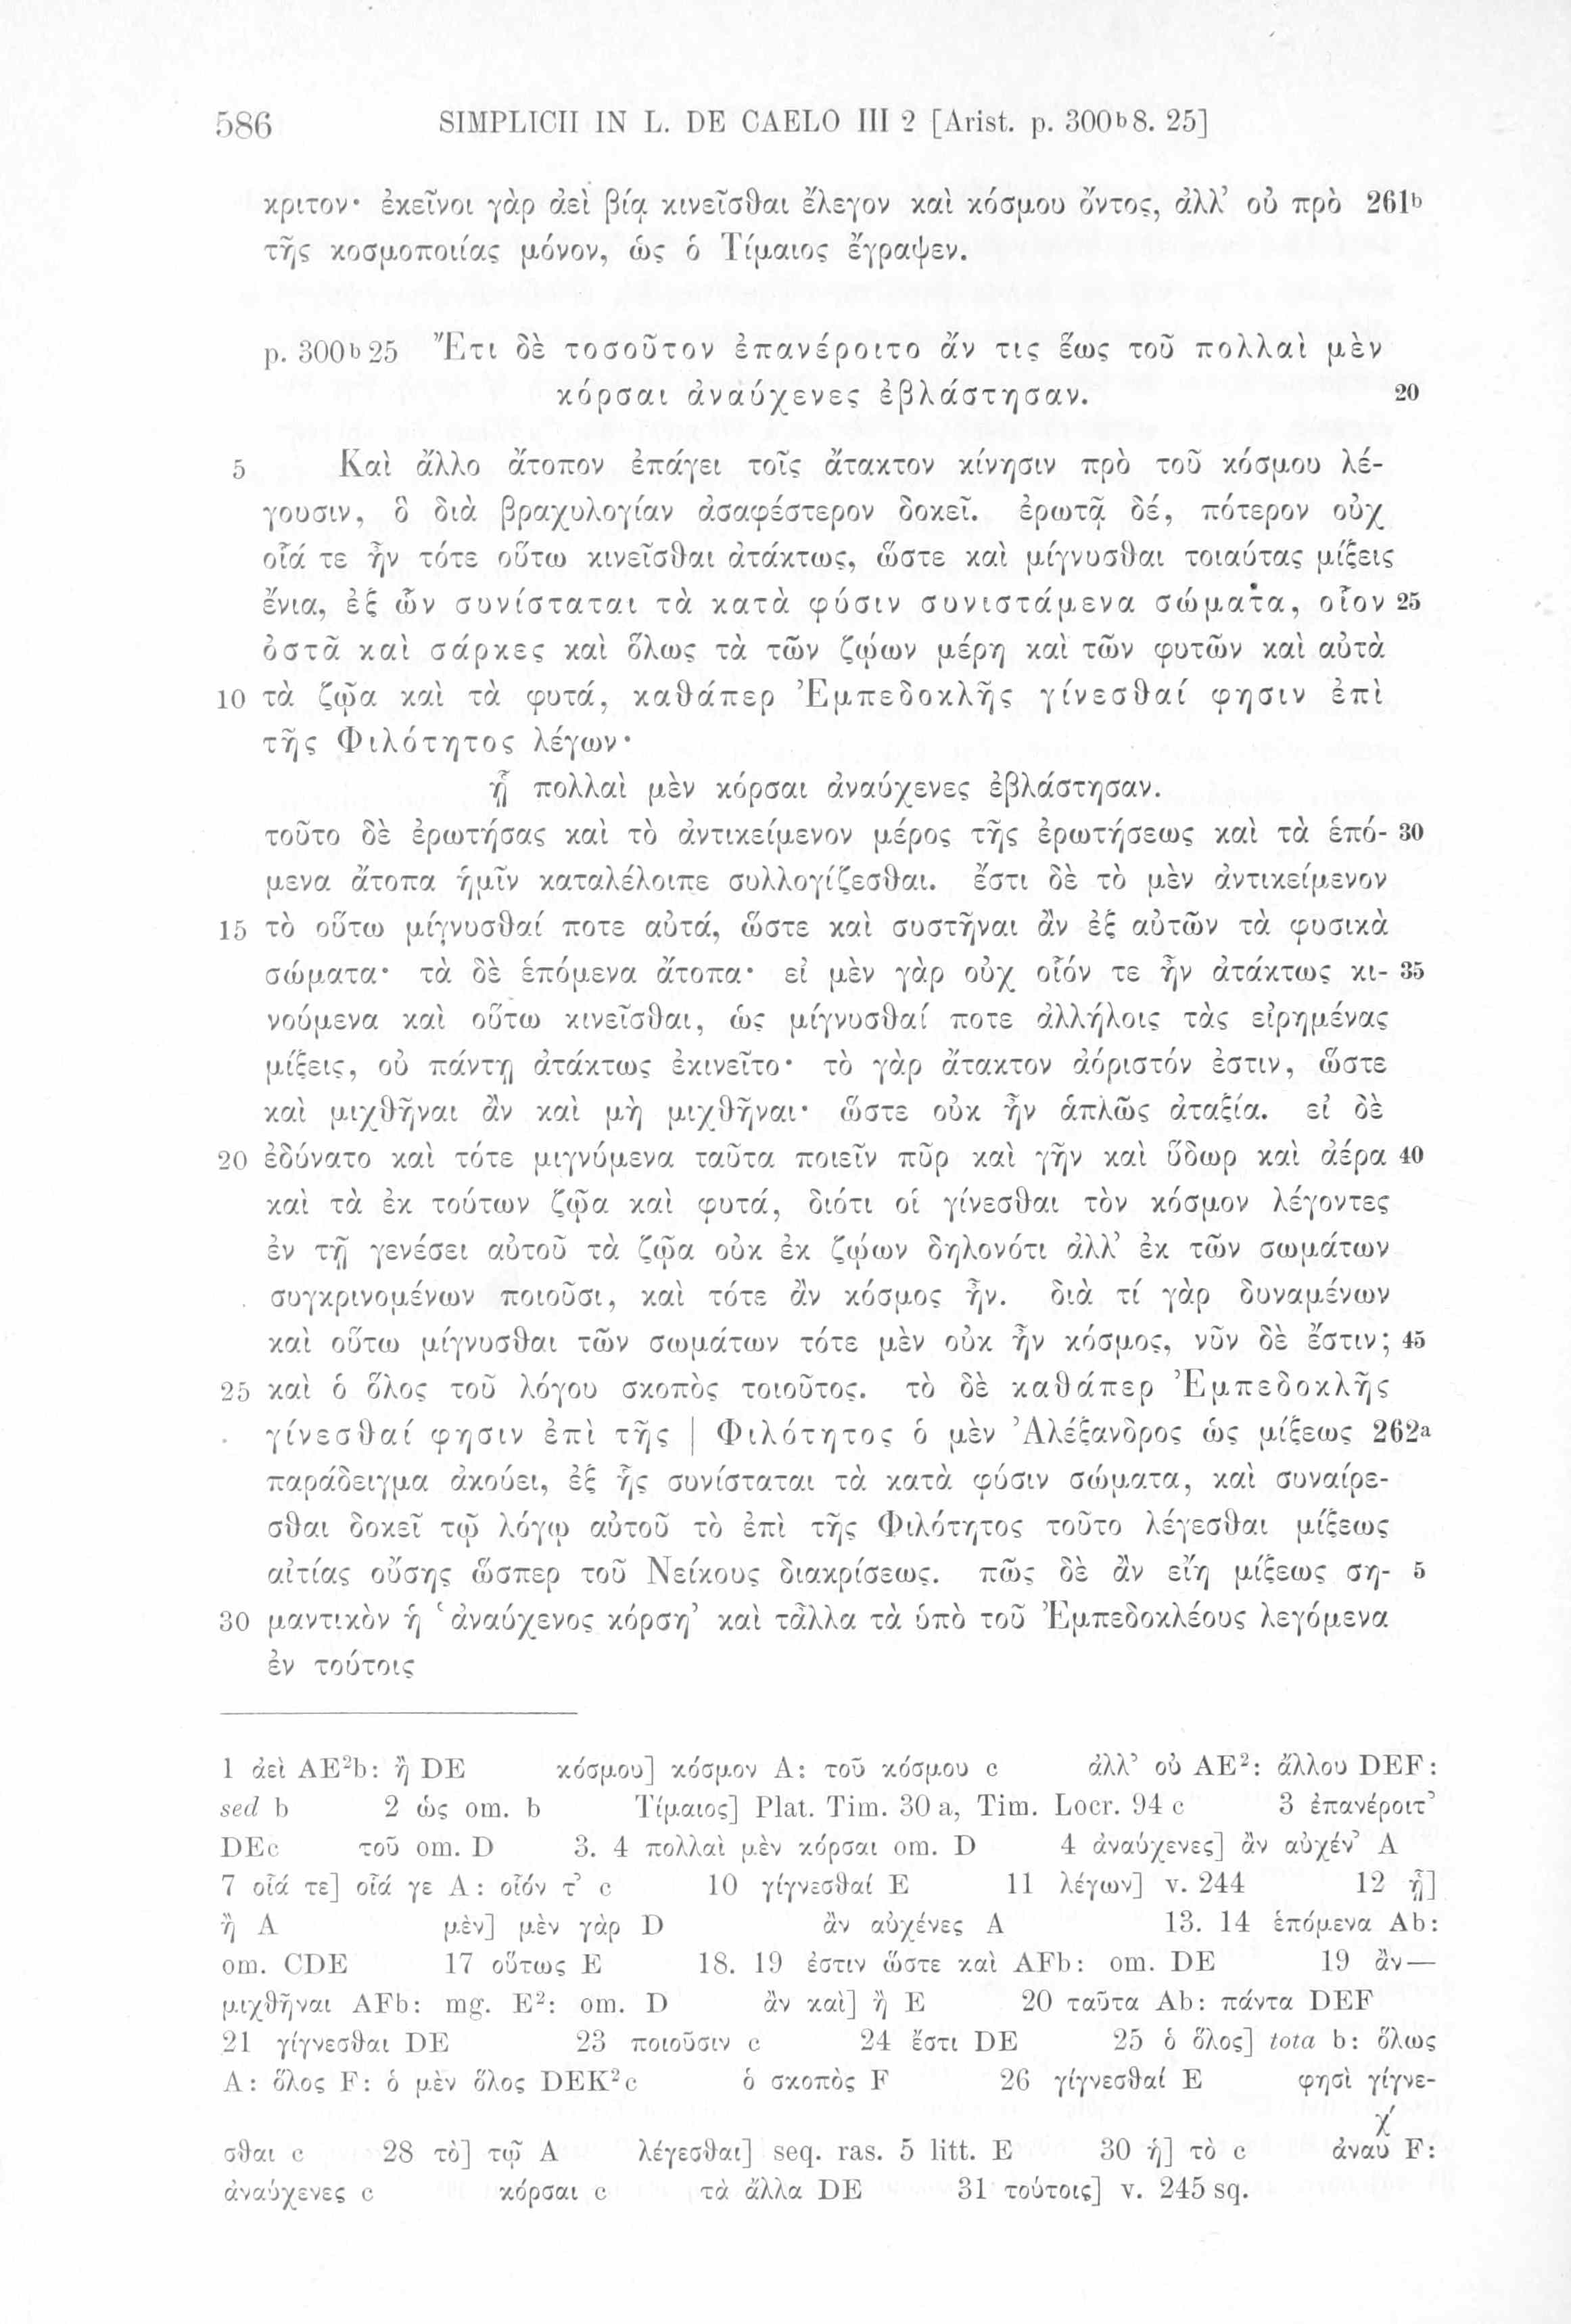 586 SIMPLICII IN L. DE CAELO III 2 [Arist. p. 300ᵇ8. 25]
κριτον· ἐκεῖνοι γὰρ ἀεὶ βίᾳ κινεῖσθαι ἔλεγον καὶ κόσμου ὄντος, ἀλλ’ οὐ πρὸ 261ᵇ
τῆς κοσμοποιίας μόνον, ὡς ὁ Τίμαιος ἔγραψεν.
p. 300ᵇ25 Ἔτι δὲ τοσοῦτον ἐπανέροιτο ἄν τις ἕως τοῦ πολλαὶ μὲν
κόρσαι ἀναύχενες ἐβλάστησαν. 20
5 Καὶ ἄλλο ἄτοπον ἐπάγει τοῖς ἄτακτον κίνησιν πρὸ τοῦ κόσμου λέ-
γουσιν, ὃ διὰ βραχυλογίαν ἀσαφέστερον δοκεῖ. ἐρωτᾷ δέ, πότερον οὐχ
οἷά τε ἦν τότε οὕτω κινεῖσθαι ἀτάκτως, ὥστε καὶ μίγνυσθαι τοιαύτας μίξεις
ἔνια, ἐξ ὧν συνίσταται τὰ κατὰ φύσιν συνιστάμενα σώματα, οἷον 25
ὀστᾶ καὶ σάρκες καὶ ὅλως τὰ τῶν ζῴων μέρη καὶ τῶν φυτῶν καὶ αὐτὰ
10 τὰ ζῷα καὶ τὰ φυτά, καθάπερ Ἐμπεδοκλῆς γίνεσθαί φησιν ἐπὶ
τῆς Φιλότητος λέγων·
ᾗ πολλαὶ μὲν κόρσαι ἀναύχενες ἐβλάστησαν.
τοῦτο δὲ ἐρωτήσας καὶ τὸ ἀντικείμενον μέρος τῆς ἐρωτήσεως καὶ τὰ ἑπό- 30
μενα ἄτοπα ἡμῖν καταλέλοιπε συλλογίζεσθαι. ἔστι δὲ τὸ μὲν ἀντικείμενον
15 τὸ οὕτω μίγνυσθαί ποτε αὐτά, ὥστε καὶ συστῆναι ἂν ἐξ αὐτῶν τὰ φυσικὰ
σώματα· τὰ δὲ ἑπόμενα ἄτοπα· εἰ μὲν γὰρ οὐχ οἷόν τε ἦν ἀτάκτως κι- 35
νούμενα καὶ οὕτω κινεῖσθαι, ὡς μίγνυσθαί ποτε ἀλλήλοις τὰς εἰρημένας
μίξεις, οὐ πάντῃ ἀτάκτως ἐκινεῖτο· τὸ γὰρ ἄτακτον ἀόριστόν ἐστιν, ὥστε
καὶ μιχθῆναι ἂν καὶ μὴ μιχθῆναι· ὥστε οὐκ ἦν ἁπλῶς ἀταξία. εἰ δὲ
20 ἐδύνατο καὶ τότε μιγνύμενα ταῦτα ποιεῖν πῦρ καὶ γῆν καὶ ὕδωρ καὶ ἀέρα 40
καὶ τὰ ἐκ τούτων ζῷα καὶ φυτά, διότι οἱ γίνεσθαι τὸν κόσμον λέγοντες
ἐν τῇ γενέσει αὐτοῦ τὰ ζῷα οὐκ ἐκ ζῴων δηλονότι ἀλλ’ ἐκ τῶν σωμάτων
συγκρινομένων ποιοῦσι, καὶ τότε ἂν κόσμος ἦν. διὰ τί γὰρ δυναμένων
καὶ οὕτω μίγνυσθαι τῶν σωμάτων τότε μὲν οὐκ ἦν κόσμος, νῦν δὲ ἔστιν; 45
25 καὶ ὁ ὅλος τοῦ λόγου σκοπὸς τοιοῦτος. τὸ δὲ καθάπερ Ἐμπεδοκλῆς
γίνεσθαί φησιν ἐπὶ τῆς | Φιλότητος ὁ μὲν Ἀλέξανδρος ὡς μίξεως 262ᵃ
παράδειγμα ἀκούει, ἐξ ἧς συνίσταται τὰ κατὰ φύσιν σώματα, καὶ συναίρε-
σθαι δοκεῖ τῷ λόγῳ αὐτοῦ τὸ ἐπὶ τῆς Φιλότητος τοῦτο λέγεσθαι μίξεως
αἰτίας οὔσης ὥσπερ τοῦ Νείκους διακρίσεως. πῶς δὲ ἂν εἴη μίξεως ση- 5
30 μαντικὸν ἡ ‘ἀναύχενος κόρση’ καὶ τἆλλα τὰ ὑπὸ τοῦ Ἐμπεδοκλέους λεγόμενα
ἐν τούτοις
1 ἀεὶ AE²b: ἢ DE κόσμου] κόσμον A: τοῦ κόσμου c ἀλλ’ οὐ AE²: ἄλλου DEF:
sed b 2 ὡς om. b Τίμαιος] Plat. Tim. 30 a, Tim. Locr. 94 c 3 ἐπανέροιτ’
DEc τοῦ om. D 3. 4 πολλαὶ μὲν κόρσαι om. D 4 ἀναύχενες] ἂν αὐχέν’ A
7 οἷά τε] οἷά γε A: οἷόν τ’ c 10 γίγνεσθαί E 11 λέγων] v. 244 12 ᾗ]
ἢ A μὲν] μὲν γὰρ D ἂν αὐχένες A 13. 14 ἑπόμενα Ab:
om. CDE 17 οὕτως E 18. 19 ἐστιν ὥστε καὶ AFb: om. DE 19 ἂν—
μιχθῆναι AFb: mg. E²: om. D ἂν καὶ] ἢ E 20 ταῦτα Ab: πάντα DEF
21 γίγνεσθαι DE 23 ποιοῦσιν c 24 ἔστι DE 25 ὁ ὅλος] tota b: ὅλως
A: ὅλος F: ὁ μὲν ὅλος DEK²c ὁ σκοπὸς F 26 γίγνεσθαί E φησὶ γίγνε-
σθαι c 28 τὸ] τῷ A λέγεσθαι] seq. ras. 5 litt. E 30 ἡ] τὸ c ἀναυχ́ F:
ἀναύχενες c κόρσαι c τὰ ἄλλα DE 31 τούτοις] v. 245 sq.